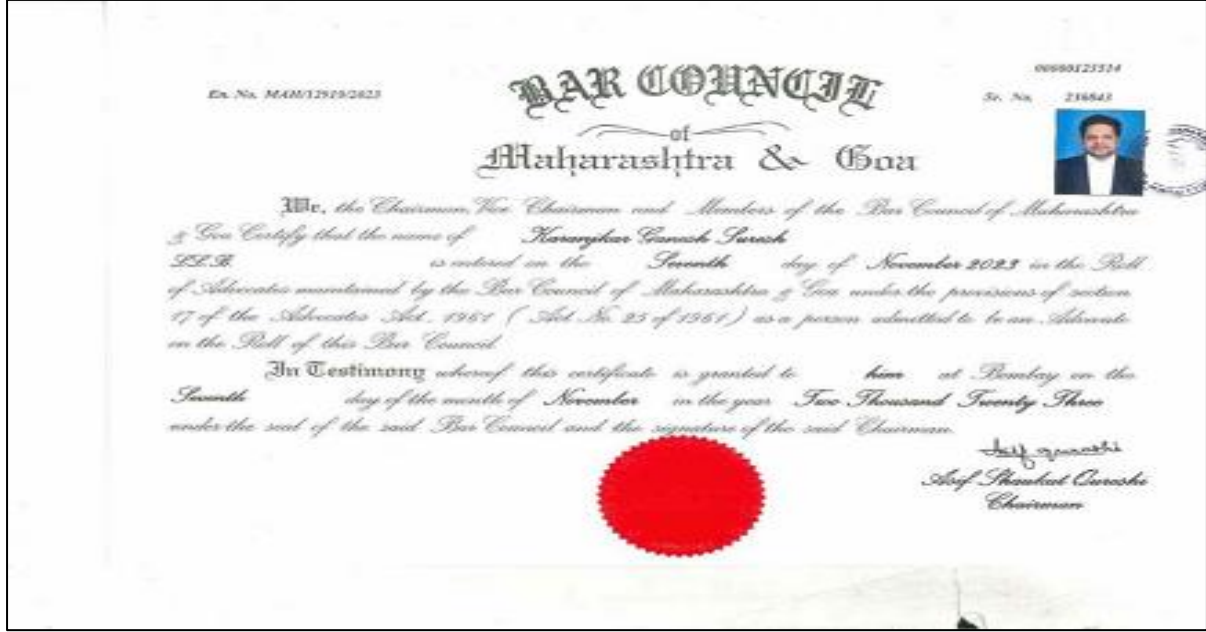 BAR COUNCIL
of
Maharashtra & Goa
En. No. MAH/12919/2023
Sr. No. 236843
We, the Chairman, Vice Chairman and Members of the Bar Council of Maharashtra
& Goa Certify that the name of Karanjkar Ganesh Suresh
LL.B. is entered on the Seventh day of November 2023 in the Roll
of Advocates maintained by the Bar Council of Maharashtra & Goa under the provisions of section
17 of the Advocates Act, 1961 ( Act No. 25 of 1961 ) as a person admitted to be an Advocate
on the Roll of this Bar Council.
In Testimony whereof this certificate is granted to him at Bombay on the
Seventh day of the month of November in the year Two Thousand Twenty Three
under the seal of the said Bar Council and the signature of the said Chairman.
Asif Shaukat Qureshi
Chairman